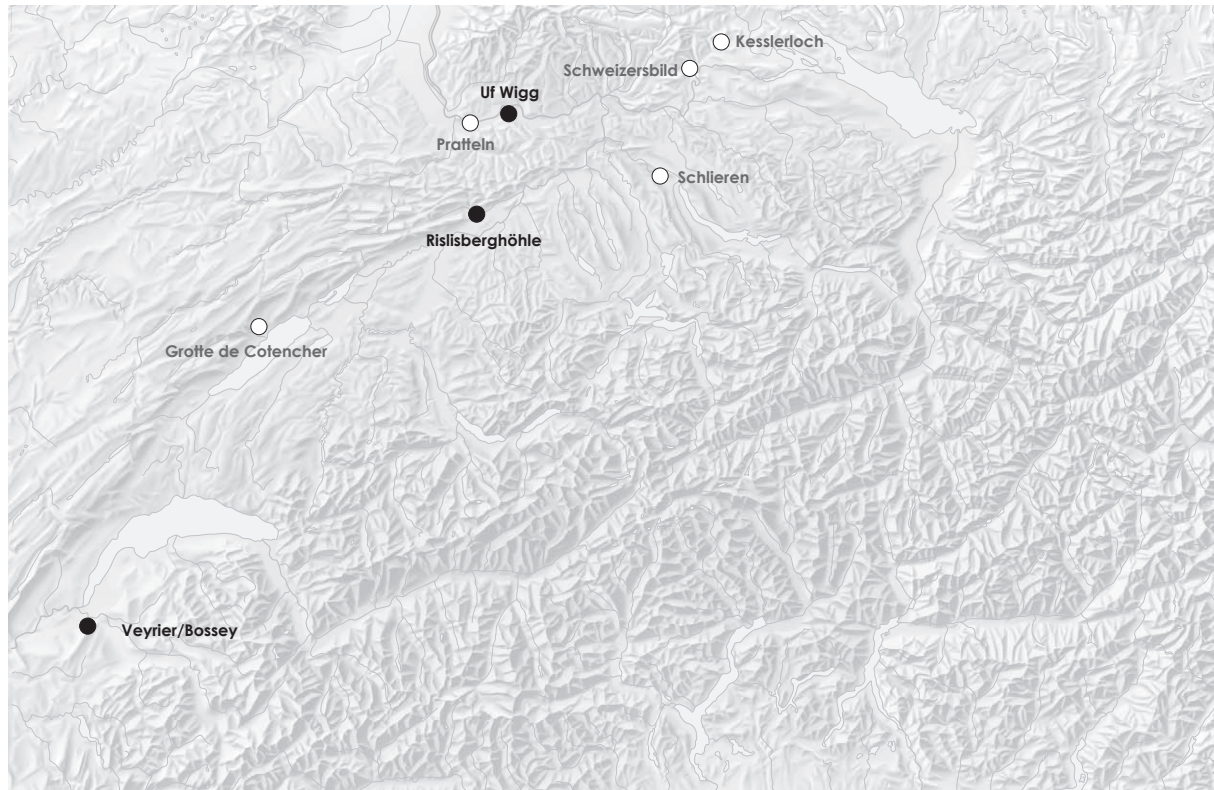 Kesslerloch
Schweizersbild
Uf Wigg
Pratteln
Schlieren
Rislisberghöhle
Grotte de Cotencher
Veyrier/Bossey